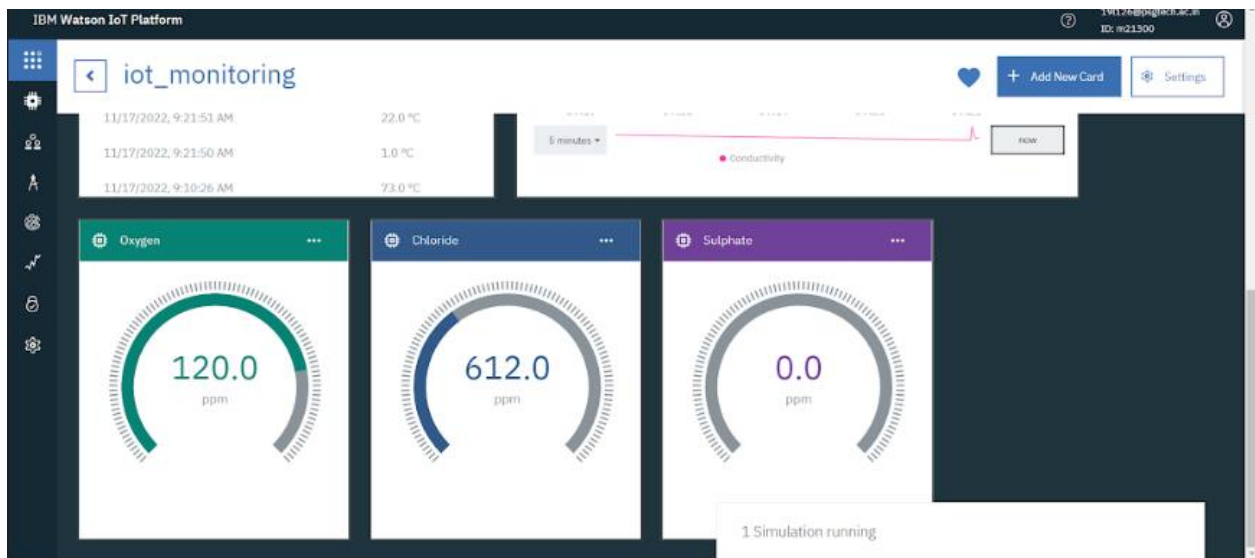 IBM Watson IoT Platform
ID: m21300
iot_monitoring
+ Add New Card
Settings
11/17/2022, 9:21:51 AM 22.0 °C
11/17/2022, 9:21:50 AM 1.0 °C
11/17/2022, 9:10:26 AM 73.0 °C
5 minutes
now
Conductivity
Oxygen
Chloride
Sulphate
120.0
ppm
612.0
ppm
0.0
ppm
1 Simulation running